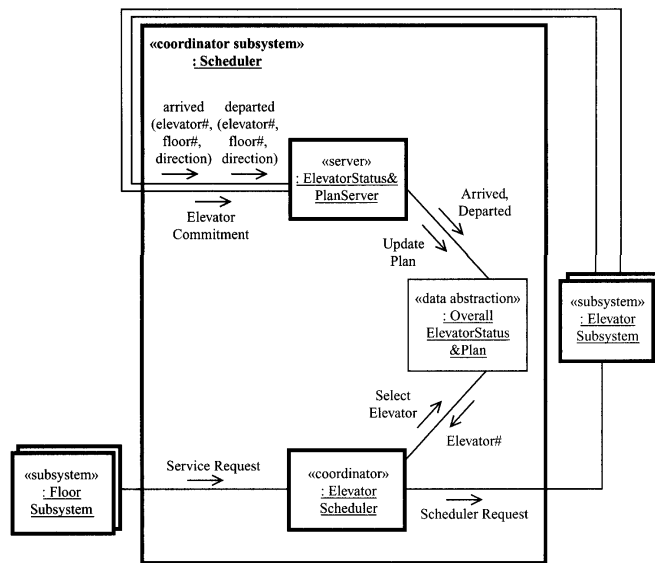 «coordinator subsystem»
: Scheduler
arrived
(elevator#,
floor#,
direction)
departed
(elevator#,
floor#,
direction)
Elevator
Commitment
«server»
: ElevatorStatus&
PlanServer
Arrived,
Departed
Update
Plan
«data abstraction»
: Overall
ElevatorStatus
&Plan
«subsystem»
: Elevator
Subsystem
Select
Elevator
Elevator#
«subsystem»
: Floor
Subsystem
Service Request
«coordinator»
: Elevator
Scheduler
Scheduler Request